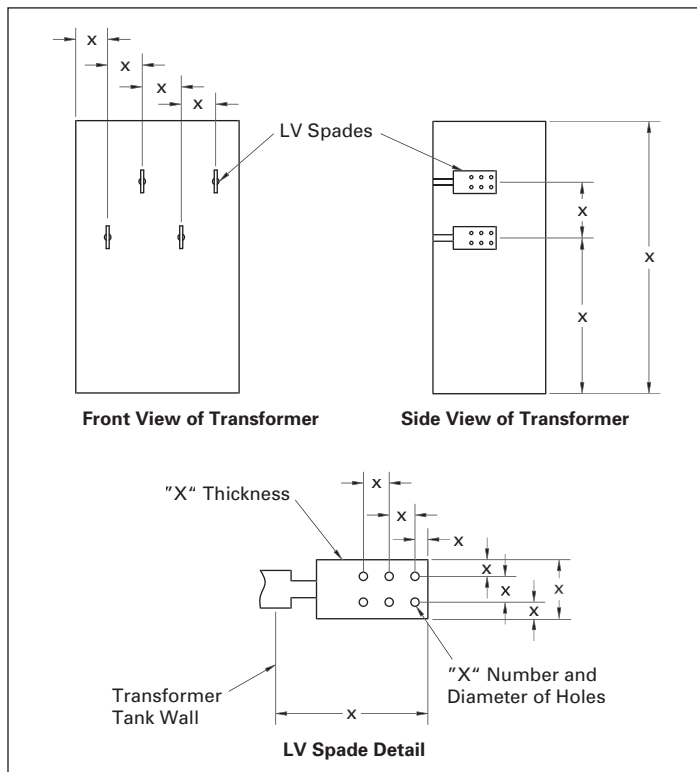 x
x
x
x
LV Spades
x
x
x
Front View of Transformer
Side View of Transformer
x
"X" Thickness
x
x
x
x
x
x
"X" Number and
Diameter of Holes
Transformer
Tank Wall
x
LV Spade Detail